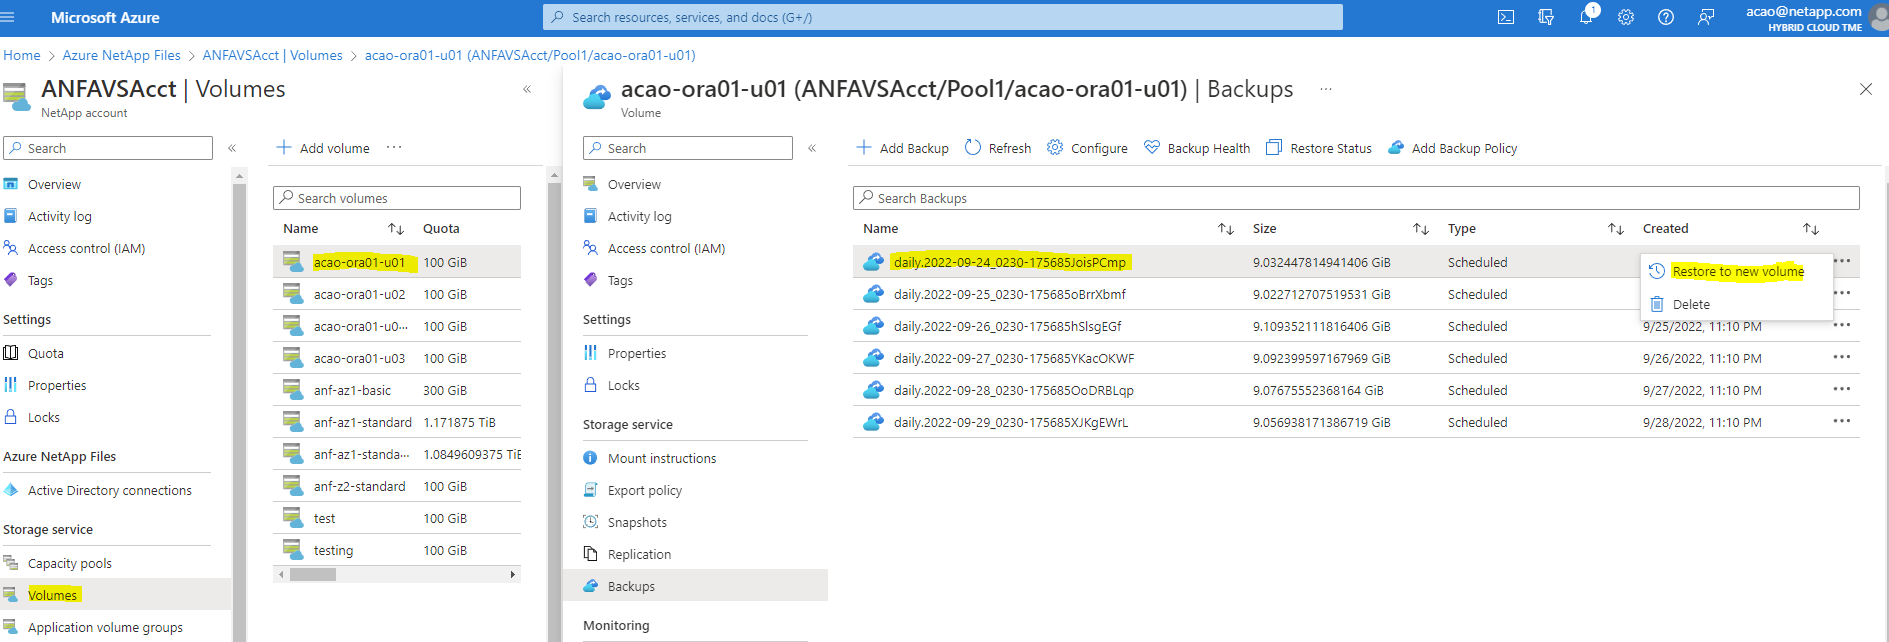 Microsoft Azure
Search resources, services, and docs (G+/)
1
acao@netapp.com
HYBRID CLOUD TME
Home > Azure NetApp Files > ANFAVSAcct | Volumes > acao-ora01-u01 (ANFAVSAcct/Pool1/acao-ora01-u01)
ANFAVSAcct | Volumes
NetApp account
Search
Overview
Activity log
Access control (IAM)
Tags
Settings
Quota
Properties
Locks
Azure NetApp Files
Active Directory connections
Storage service
Capacity pools
Volumes
Application volume groups
Add volume
Search volumes
Name Quota
acao-ora01-u01 100 GiB
acao-ora01-u02 100 GiB
acao-ora01-u0... 100 GiB
acao-ora01-u03 100 GiB
anf-az1-basic 300 GiB
anf-az1-standard 1.171875 TiB
anf-az1-standa... 1.0849609375 TiB
anf-z2-standard 100 GiB
test 100 GiB
testing 100 GiB
acao-ora01-u01 (ANFAVSAcct/Pool1/acao-ora01-u01) | Backups ...
Volume
Search
Overview
Activity log
Access control (IAM)
Tags
Settings
Properties
Locks
Storage service
Mount instructions
Export policy
Snapshots
Replication
Backups
Monitoring
Add Backup Refresh Configure Backup Health Restore Status Add Backup Policy
Search Backups
Name Size Type Created
daily.2022-09-24_0230-175685JoisPCmp 9.032447814941406 GiB Scheduled
daily.2022-09-25_0230-175685oBrrXbmf 9.022712707519531 GiB Scheduled
daily.2022-09-26_0230-175685hSlsgEGf 9.109352111816406 GiB Scheduled 9/25/2022, 11:10 PM
daily.2022-09-27_0230-175685YKacOKWF 9.092399597167969 GiB Scheduled 9/26/2022, 11:10 PM
daily.2022-09-28_0230-175685OoDRBLqp 9.07675552368164 GiB Scheduled 9/27/2022, 11:10 PM
daily.2022-09-29_0230-175685XJKgEWrL 9.056938171386719 GiB Scheduled 9/28/2022, 11:10 PM
Restore to new volume
Delete